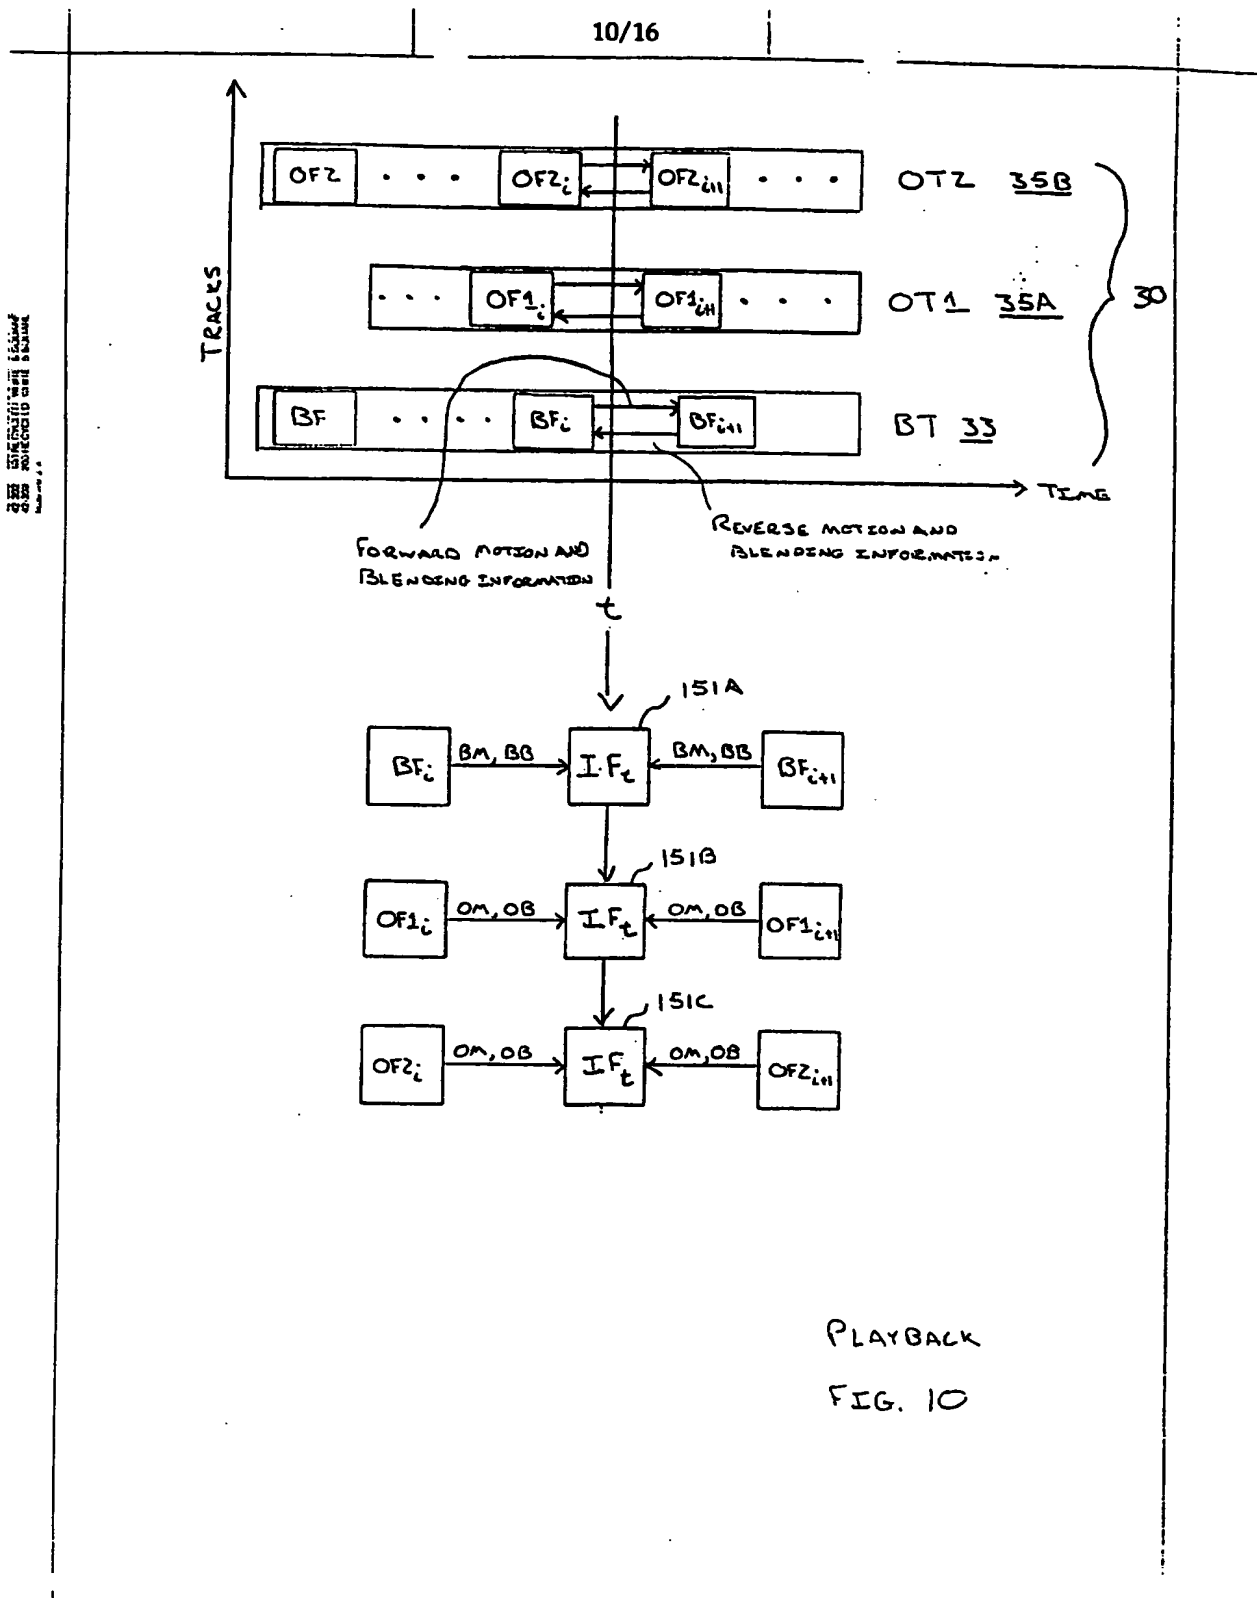 10/16
OF2 . . . OF2i OF2i+1 . . . OT2 35B
. . . OF1i OF1i+1 . . . OT1 35A
30
TRACKS
BF . . . . BFi BFi+1 BT 33
TIME
FORWARD MOTION AND
BLENDING INFORMATION
REVERSE MOTION AND
BLENDING INFORMATION
t
151A
BFi BM, BB IFt BM, BB BFi+1
151B
OF1i OM, OB IFt OM, OB OF1i+1
151C
OF2i OM, OB IFt OM, OB OF2i+1
PLAYBACK
FIG. 10